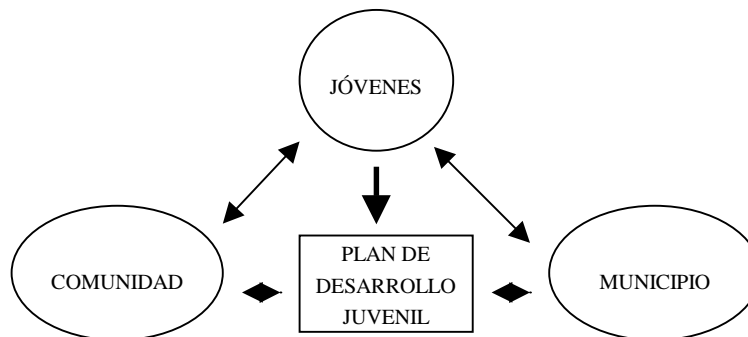 JÓVENES
COMUNIDAD
PLAN DE
DESARROLLO
JUVENIL
MUNICIPIO